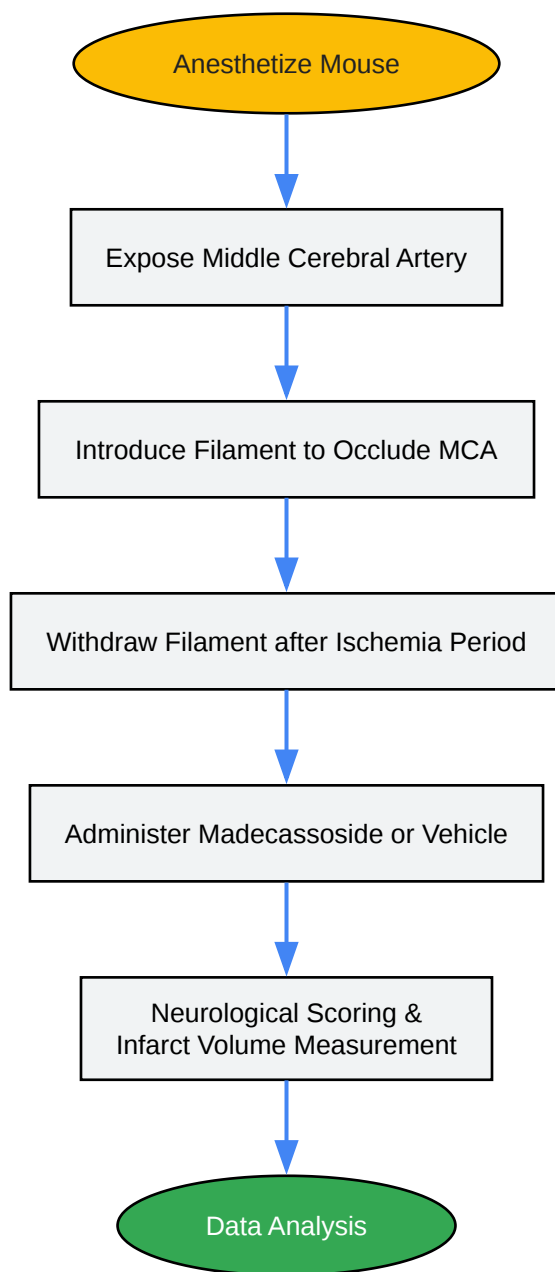 Anesthetize Mouse
Expose Middle Cerebral Artery
Introduce Filament to Occlude MCA
Withdraw Filament after Ischemia Period
Administer Madecassoside or Vehicle
Neurological Scoring &
Infarct Volume Measurement
Data Analysis